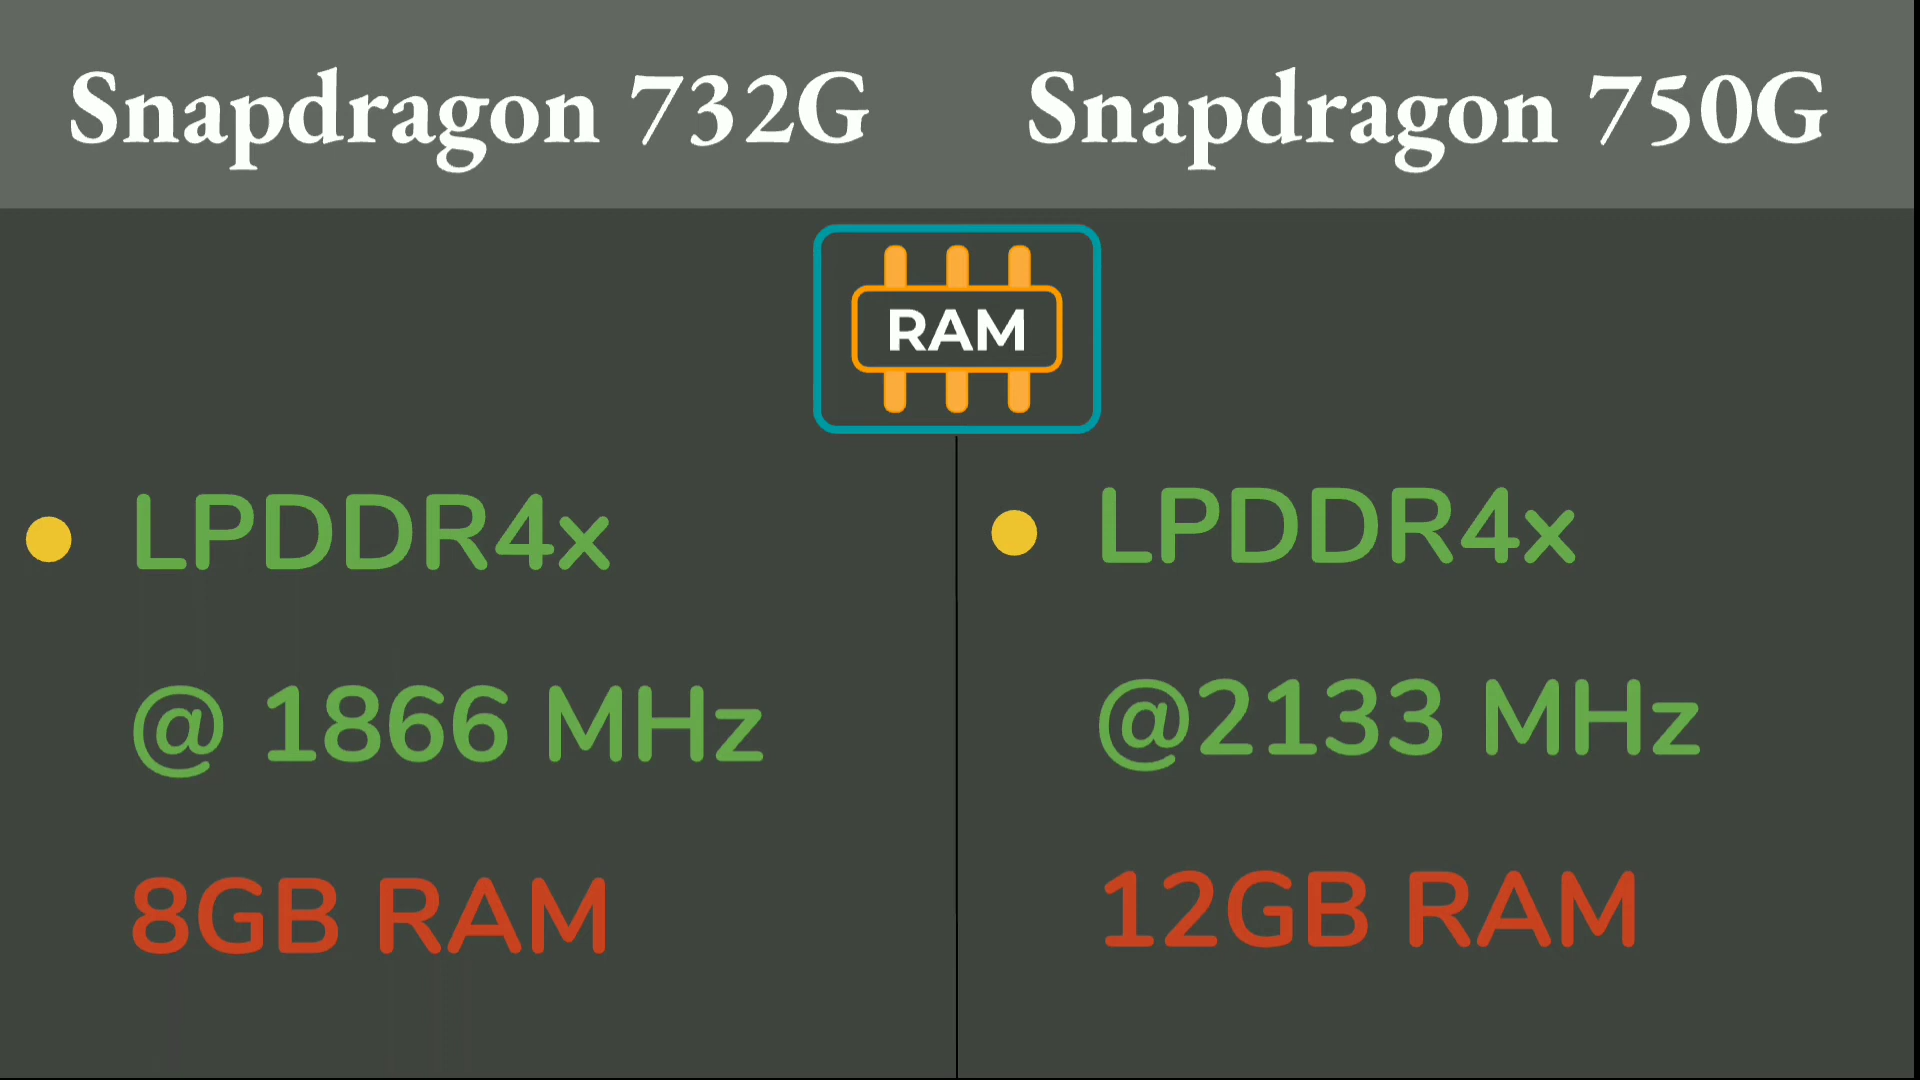 Snapdragon 732G
Snapdragon 750G
RAM
LPDDR4x
@ 1866 MHz
8GB RAM
LPDDR4x
@2133 MHz
12GB RAM